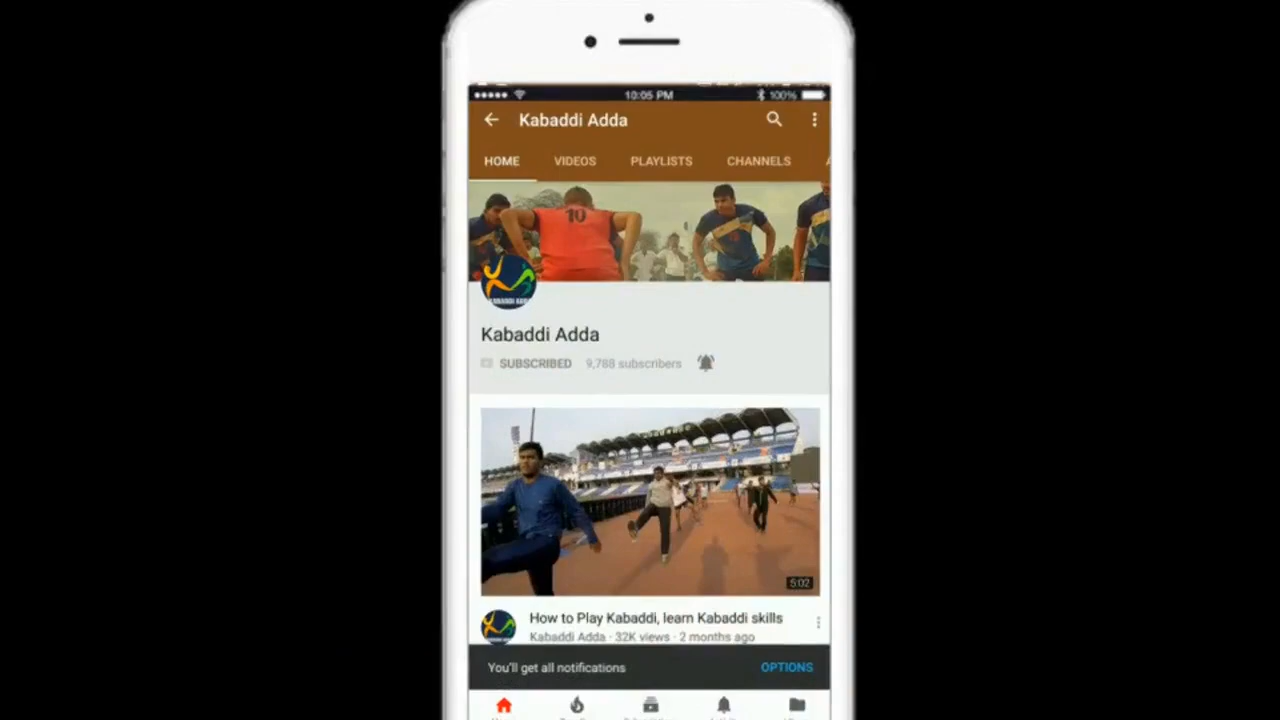 10:05 PM 100%
Kabaddi Adda
HOME VIDEOS PLAYLISTS CHANNELS
10
Kabaddi Adda
SUBSCRIBED 9,788 subscribers
5:02
How to Play Kabaddi, learn Kabaddi skills
Kabaddi Adda · 32K views · 2 months ago
You'll get all notifications OPTIONS